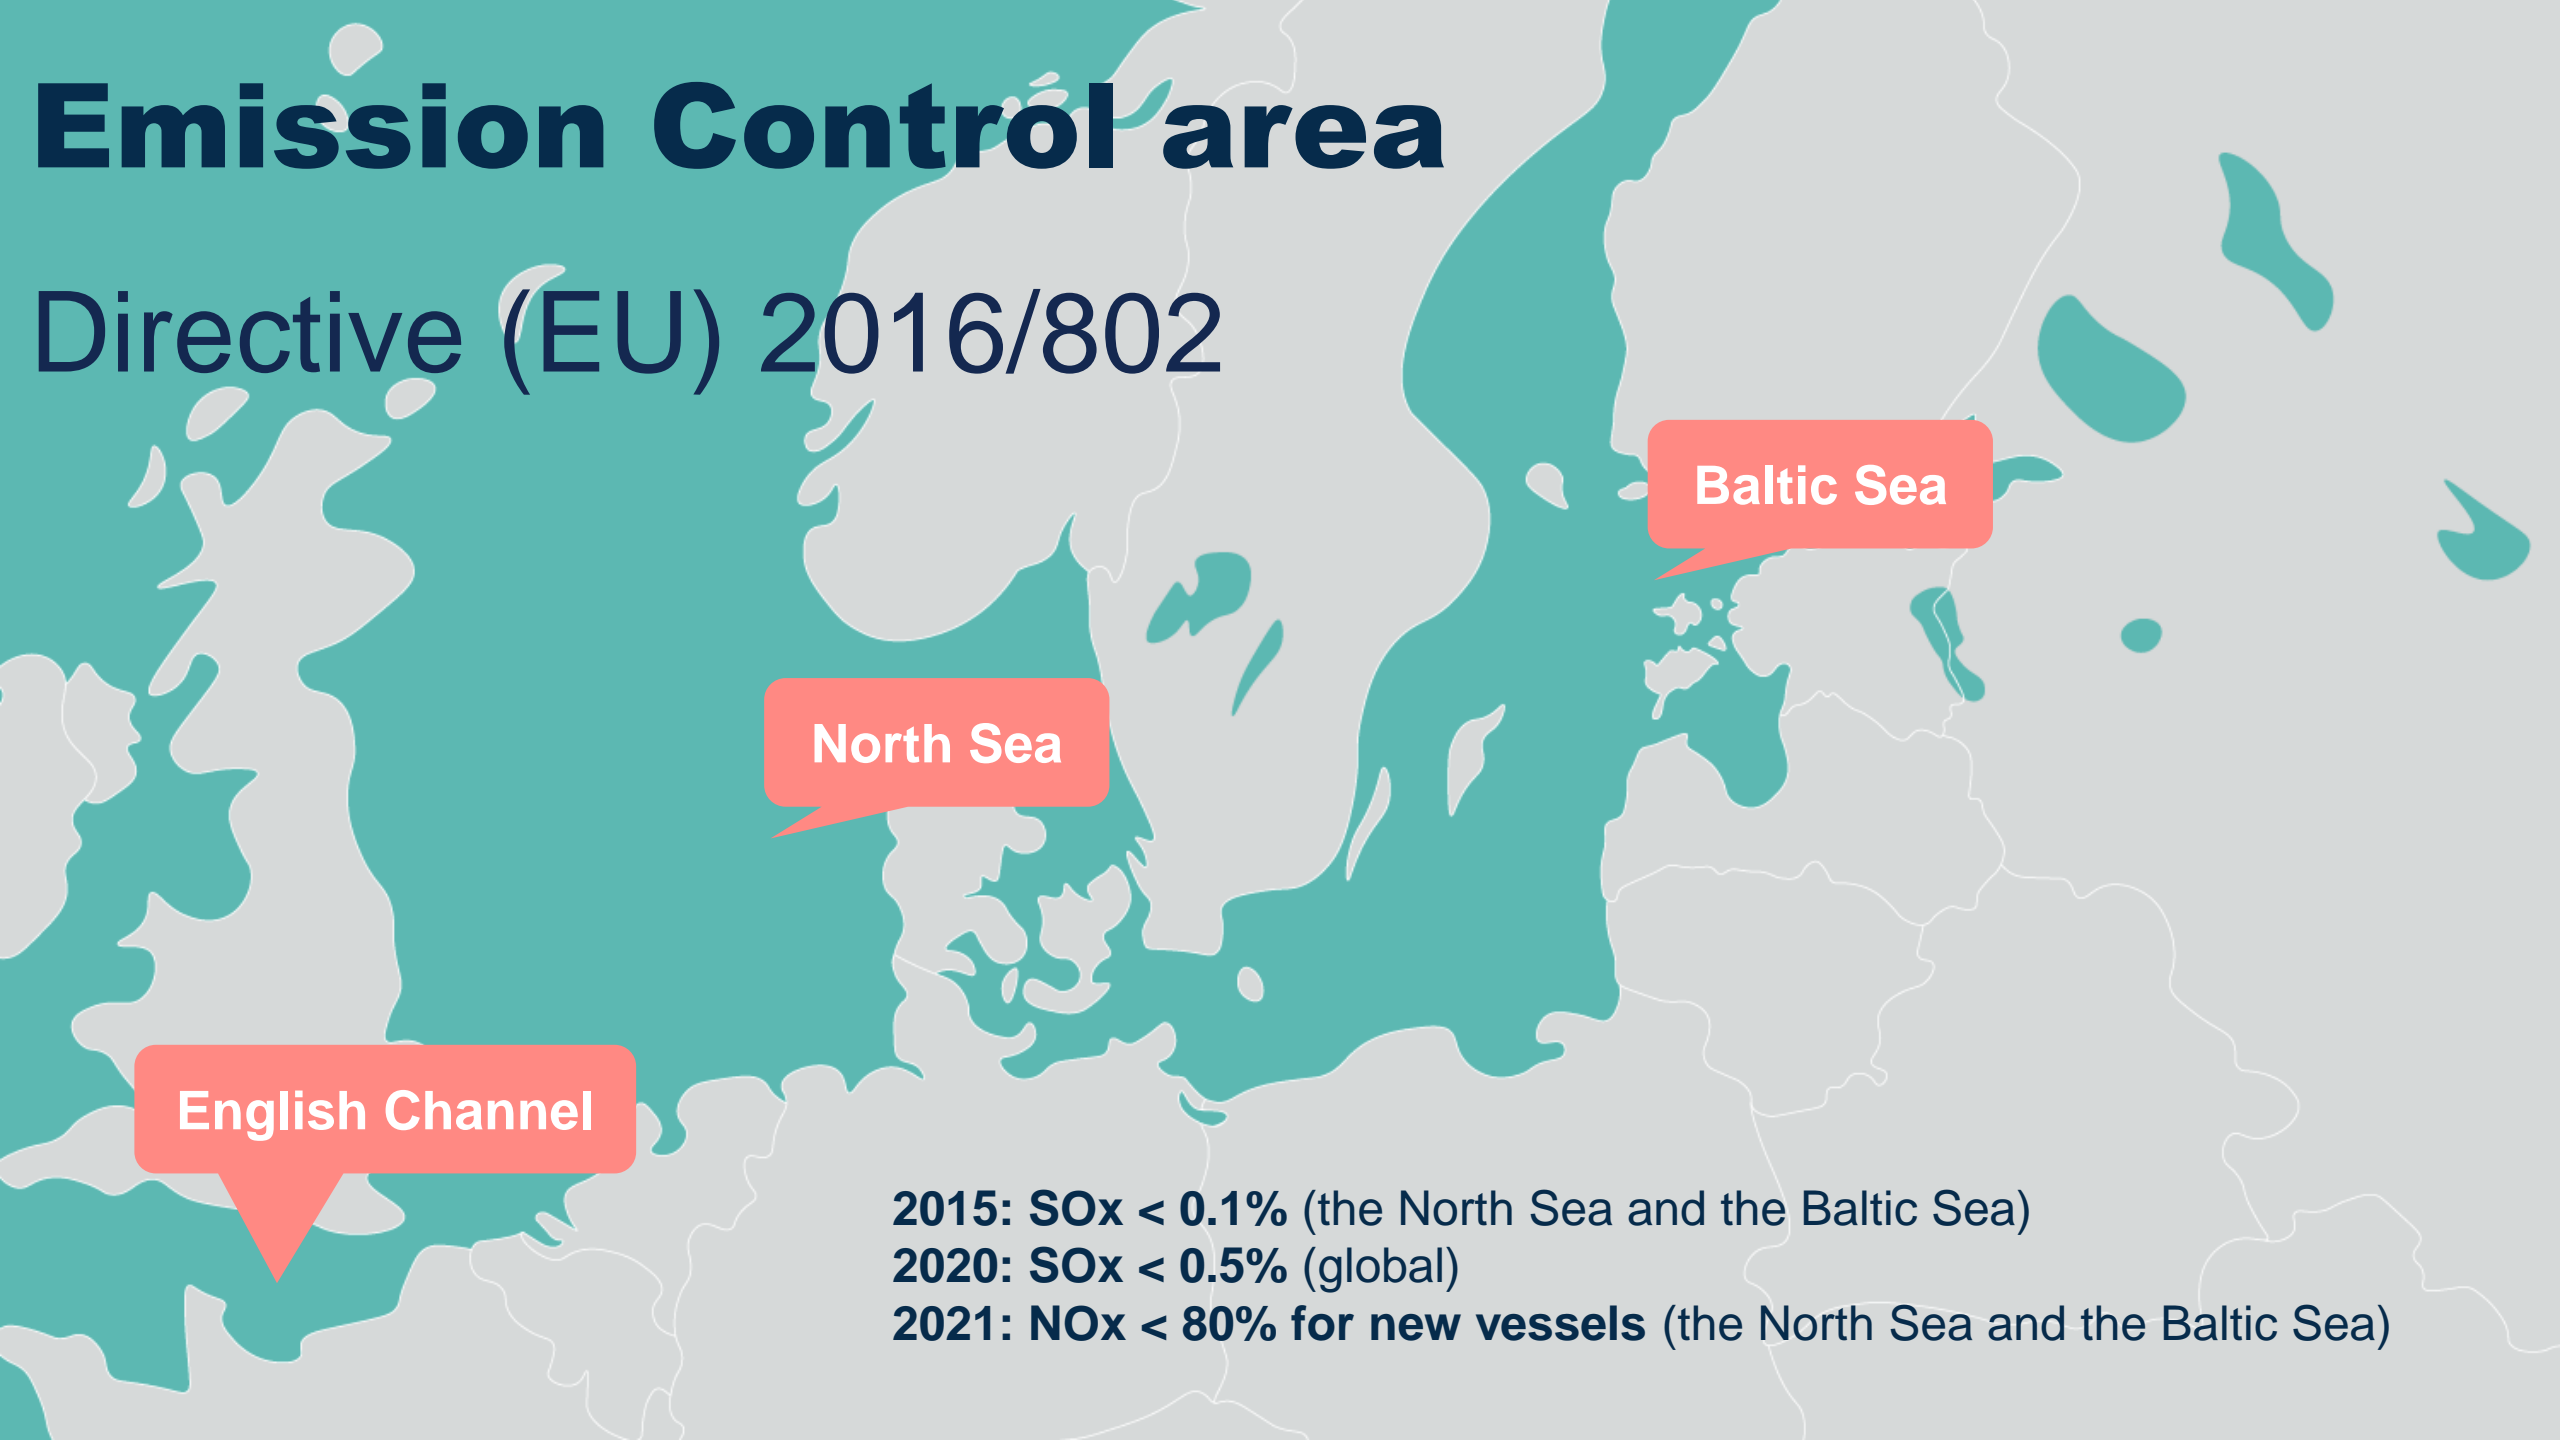 Emission Control area
Directive (EU) 2016/802
Baltic Sea
North Sea
English Channel
2015: SOx < 0.1% (the North Sea and the Baltic Sea)
2020: SOx < 0.5% (global)
2021: NOx < 80% for new vessels (the North Sea and the Baltic Sea)